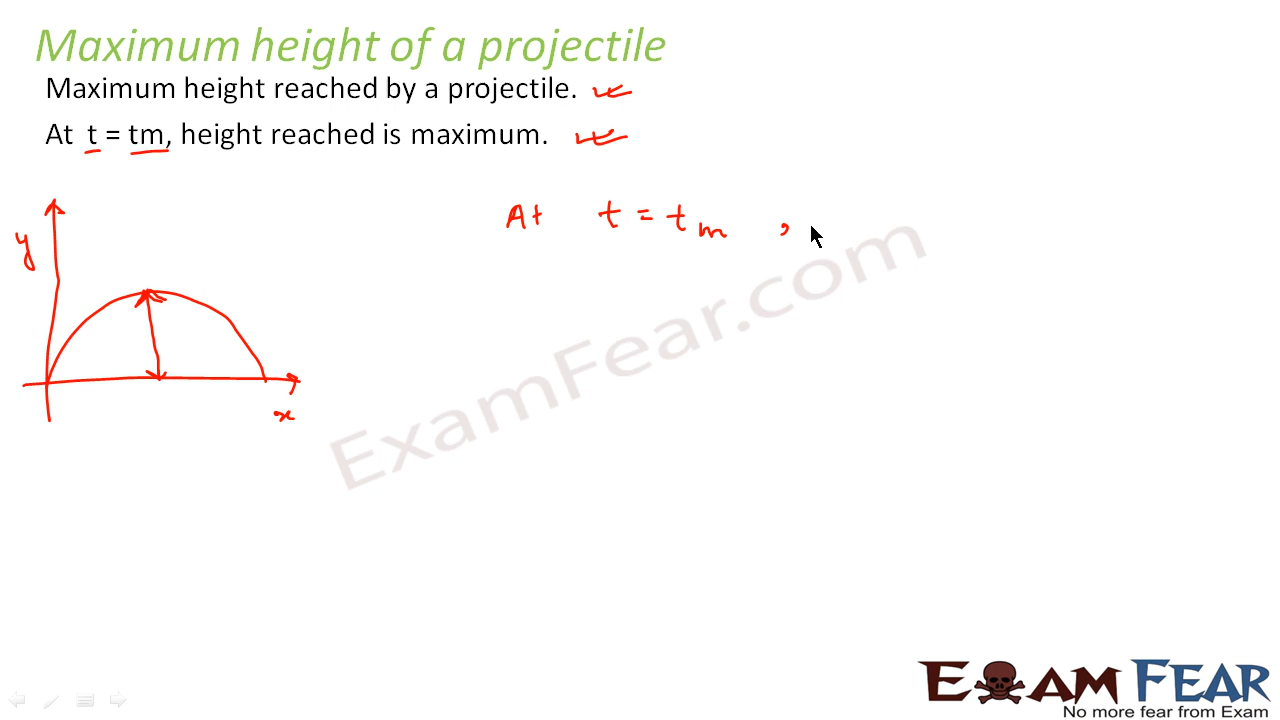 Maximum height of a projectile
Maximum height reached by a projectile.
At t = tm, height reached is maximum.
At t = tm ,
y
x
ExamFear.com
EXAM FEAR
No more fear from Exam